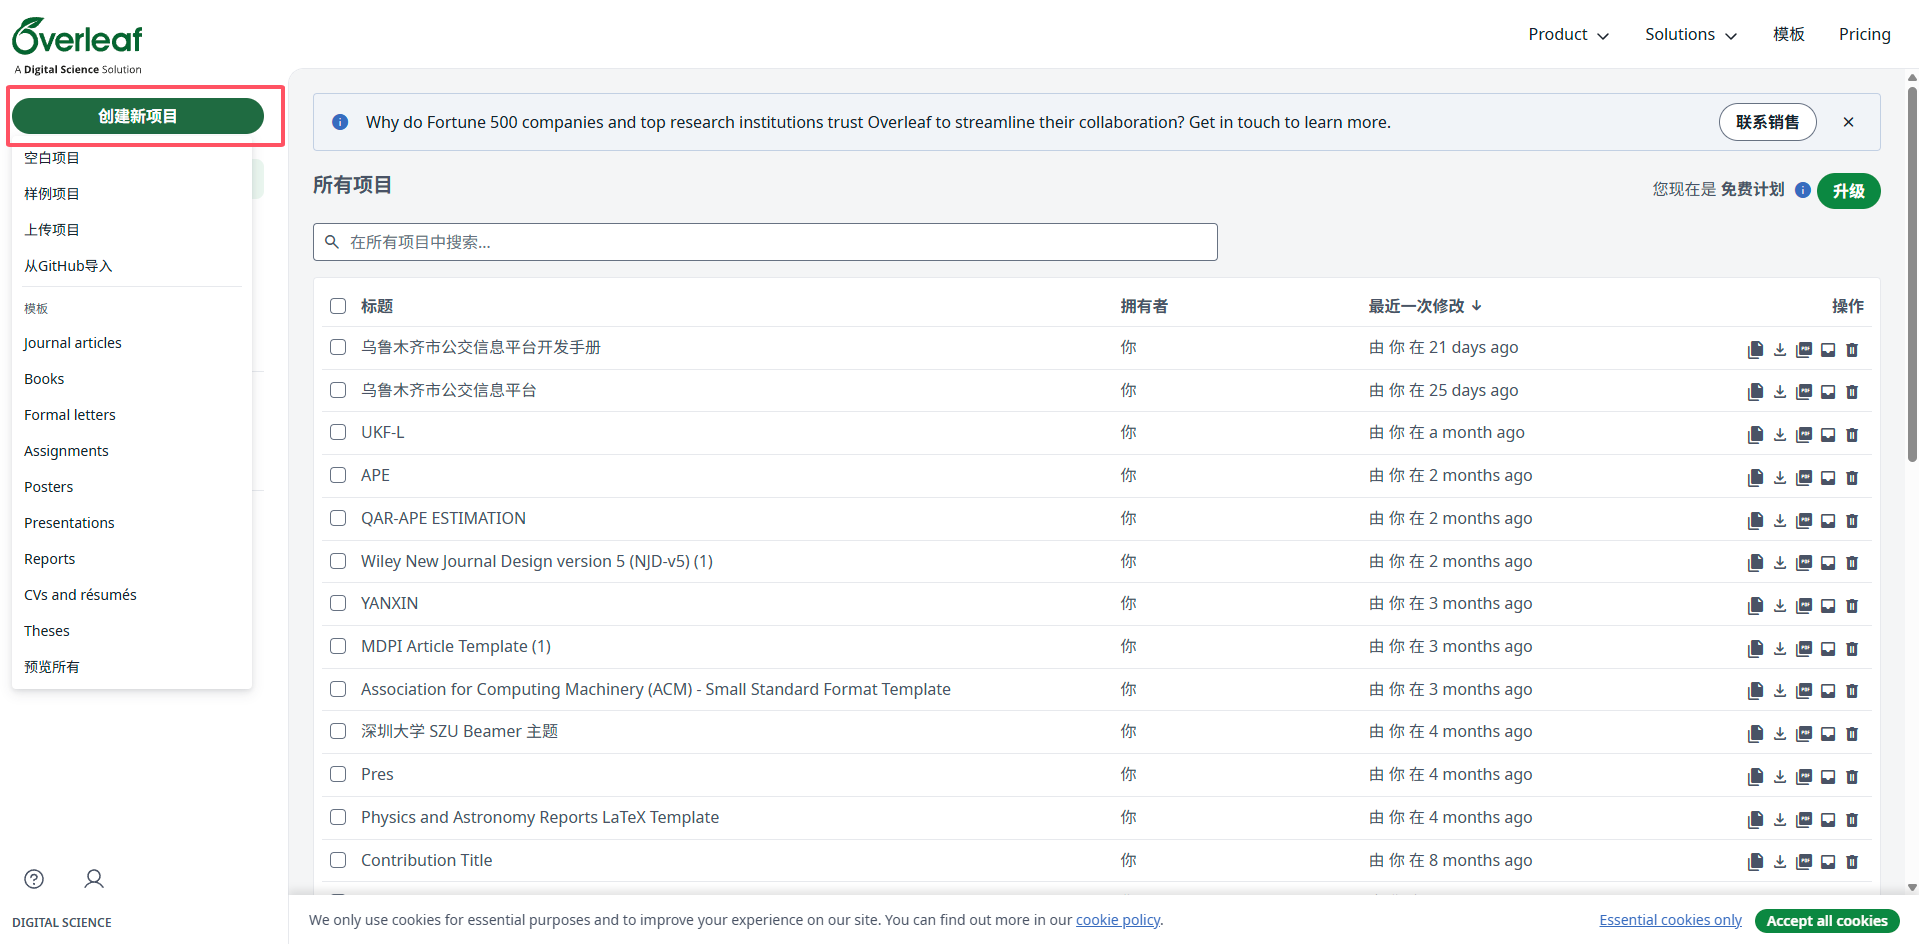 Overleaf
A Digital Science Solution
Product
Solutions
模板
Pricing
创建新项目
空白项目
样例项目
上传项目
从GitHub导入
模板
Journal articles
Books
Formal letters
Assignments
Posters
Presentations
Reports
CVs and résumés
Theses
预览所有
DIGITAL SCIENCE
Why do Fortune 500 companies and top research institutions trust Overleaf to streamline their collaboration? Get in touch to learn more.
联系销售
所有项目
您现在是 免费计划
升级
在所有项目中搜索...
标题 拥有者 最近一次修改 ↓ 操作
乌鲁木齐市公交信息平台开发手册 你 由 你 在 21 days ago
乌鲁木齐市公交信息平台 你 由 你 在 25 days ago
UKF-L 你 由 你 在 a month ago
APE 你 由 你 在 2 months ago
QAR-APE ESTIMATION 你 由 你 在 2 months ago
Wiley New Journal Design version 5 (NJD-v5) (1) 你 由 你 在 2 months ago
YANXIN 你 由 你 在 3 months ago
MDPI Article Template (1) 你 由 你 在 3 months ago
Association for Computing Machinery (ACM) - Small Standard Format Template 你 由 你 在 3 months ago
深圳大学 SZU Beamer 主题 你 由 你 在 4 months ago
Pres 你 由 你 在 4 months ago
Physics and Astronomy Reports LaTeX Template 你 由 你 在 4 months ago
Contribution Title 你 由 你 在 8 months ago
We only use cookies for essential purposes and to improve your experience on our site. You can find out more in our cookie policy.
Essential cookies only
Accept all cookies